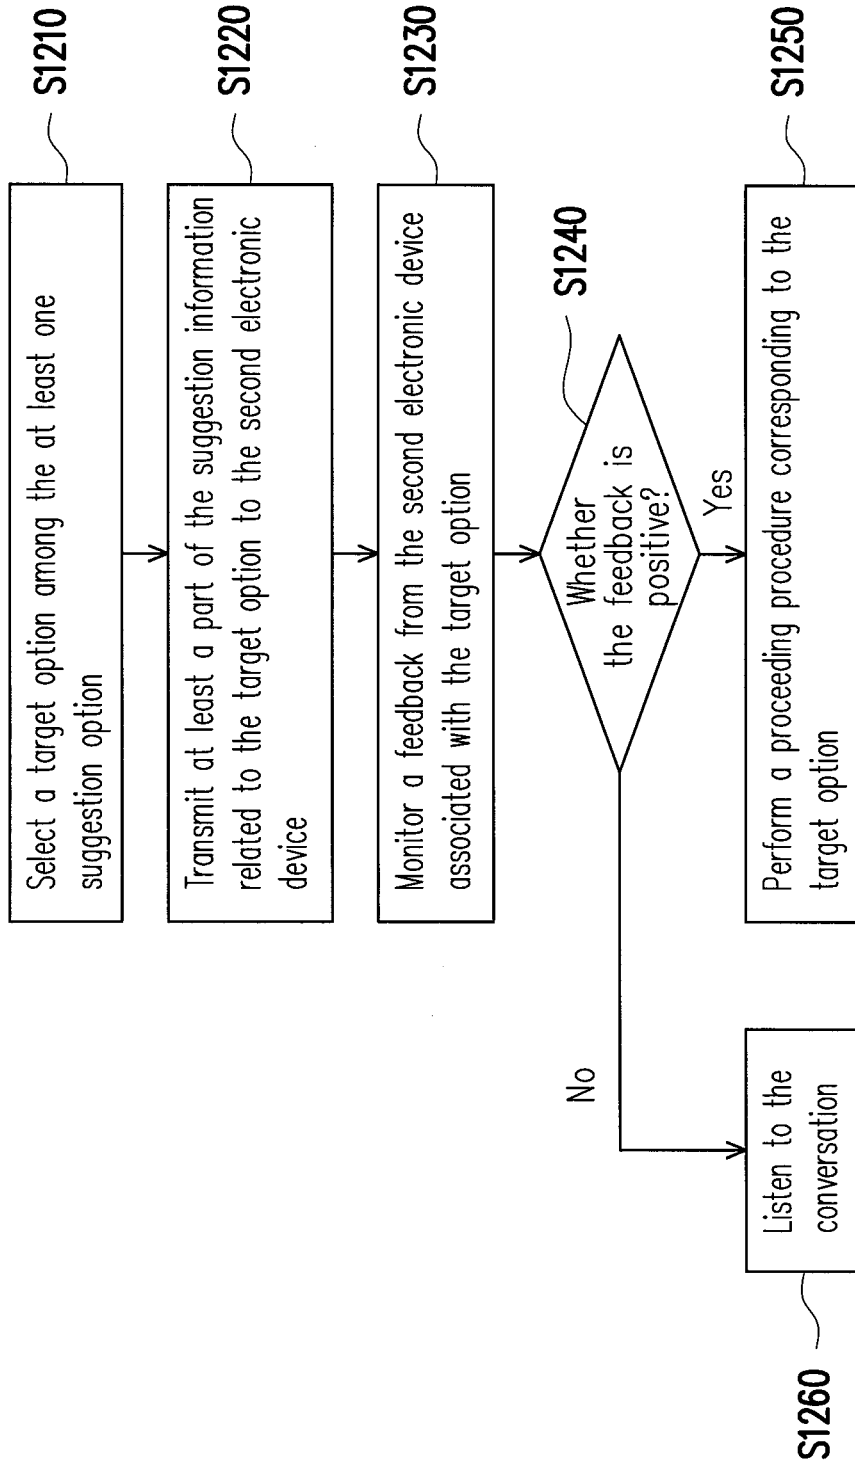 Select a target option among the at least one
suggestion option
S1210
Transmit at least a part of the suggestion information
related to the target option to the second electronic
device
S1220
Monitor a feedback from the second electronic device
associated with the target option
S1230
Whether
the feedback is
positive?
S1240
Yes
No
Perform a proceeding procedure corresponding to the
target option
S1250
Listen to the
conversation
S1260